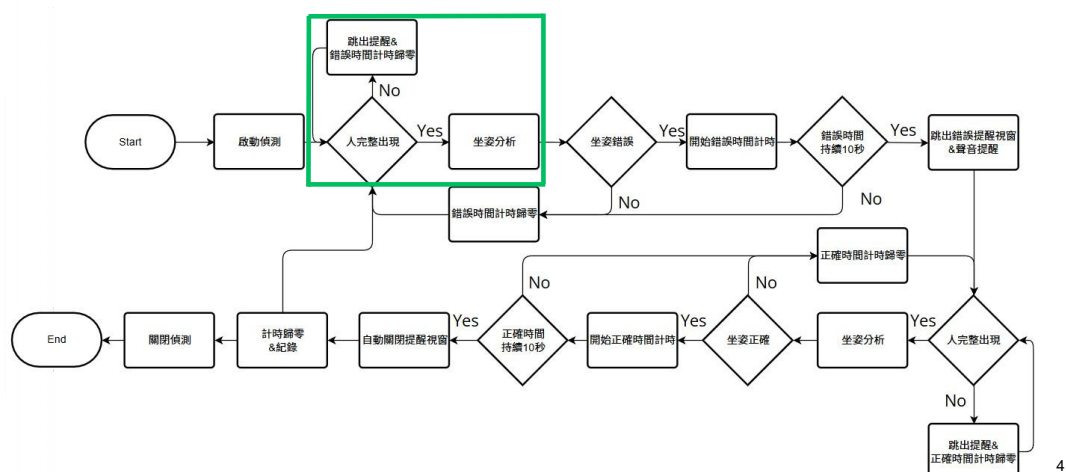 跳出提醒&
錯誤時間計時歸零
No
Start
啟動偵測
人完整出現
Yes
坐姿分析
坐姿錯誤
Yes
開始錯誤時間計時
錯誤時間
持續10秒
Yes
跳出錯誤提醒視窗
&聲音提醒
No
No
錯誤時間計時歸零
正確時間計時歸零
No
No
End
關閉偵測
計時歸零
&紀錄
自動關閉提醒視窗
Yes
正確時間
持續10秒
開始正確時間計時
Yes
坐姿正確
坐姿分析
Yes
人完整出現
No
跳出提醒&
正確時間計時歸零
4